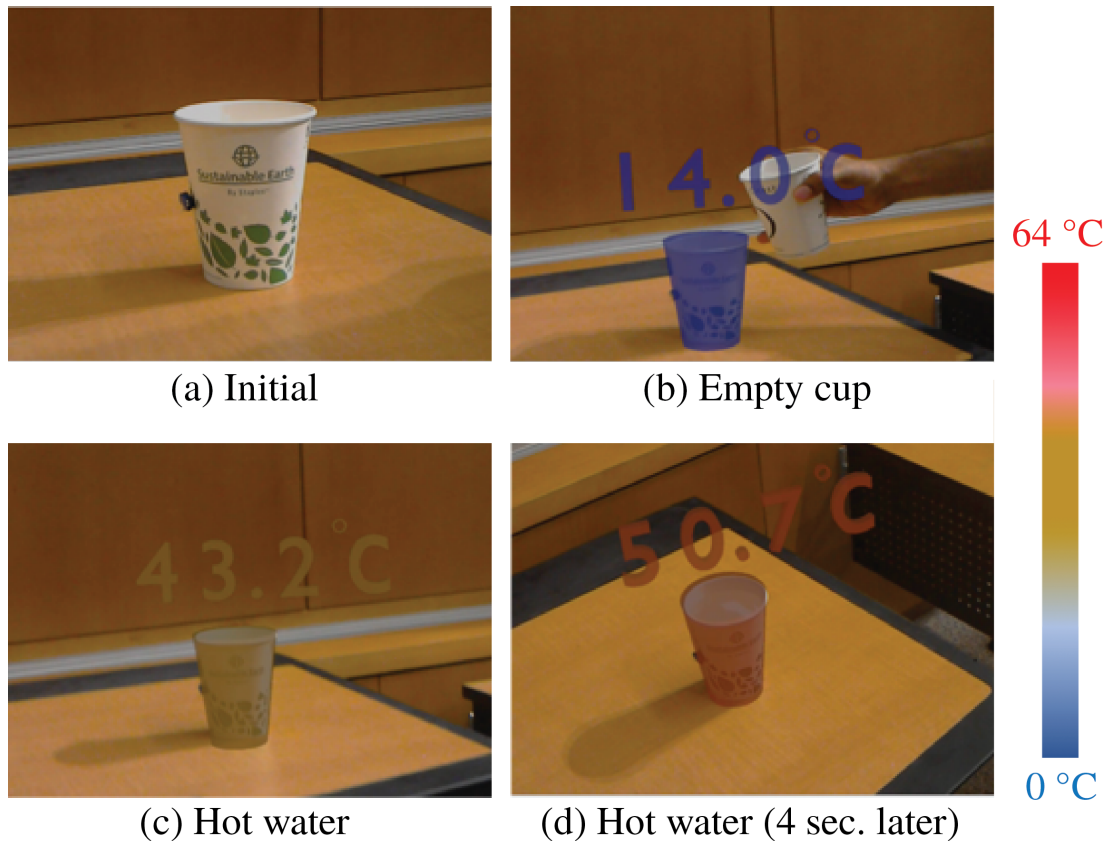 Sustainable Earth
By Staples
(a) Initial
14.0°C
(b) Empty cup
43.2°C
(c) Hot water
50.7°C
(d) Hot water (4 sec. later)
64 °C
0 °C